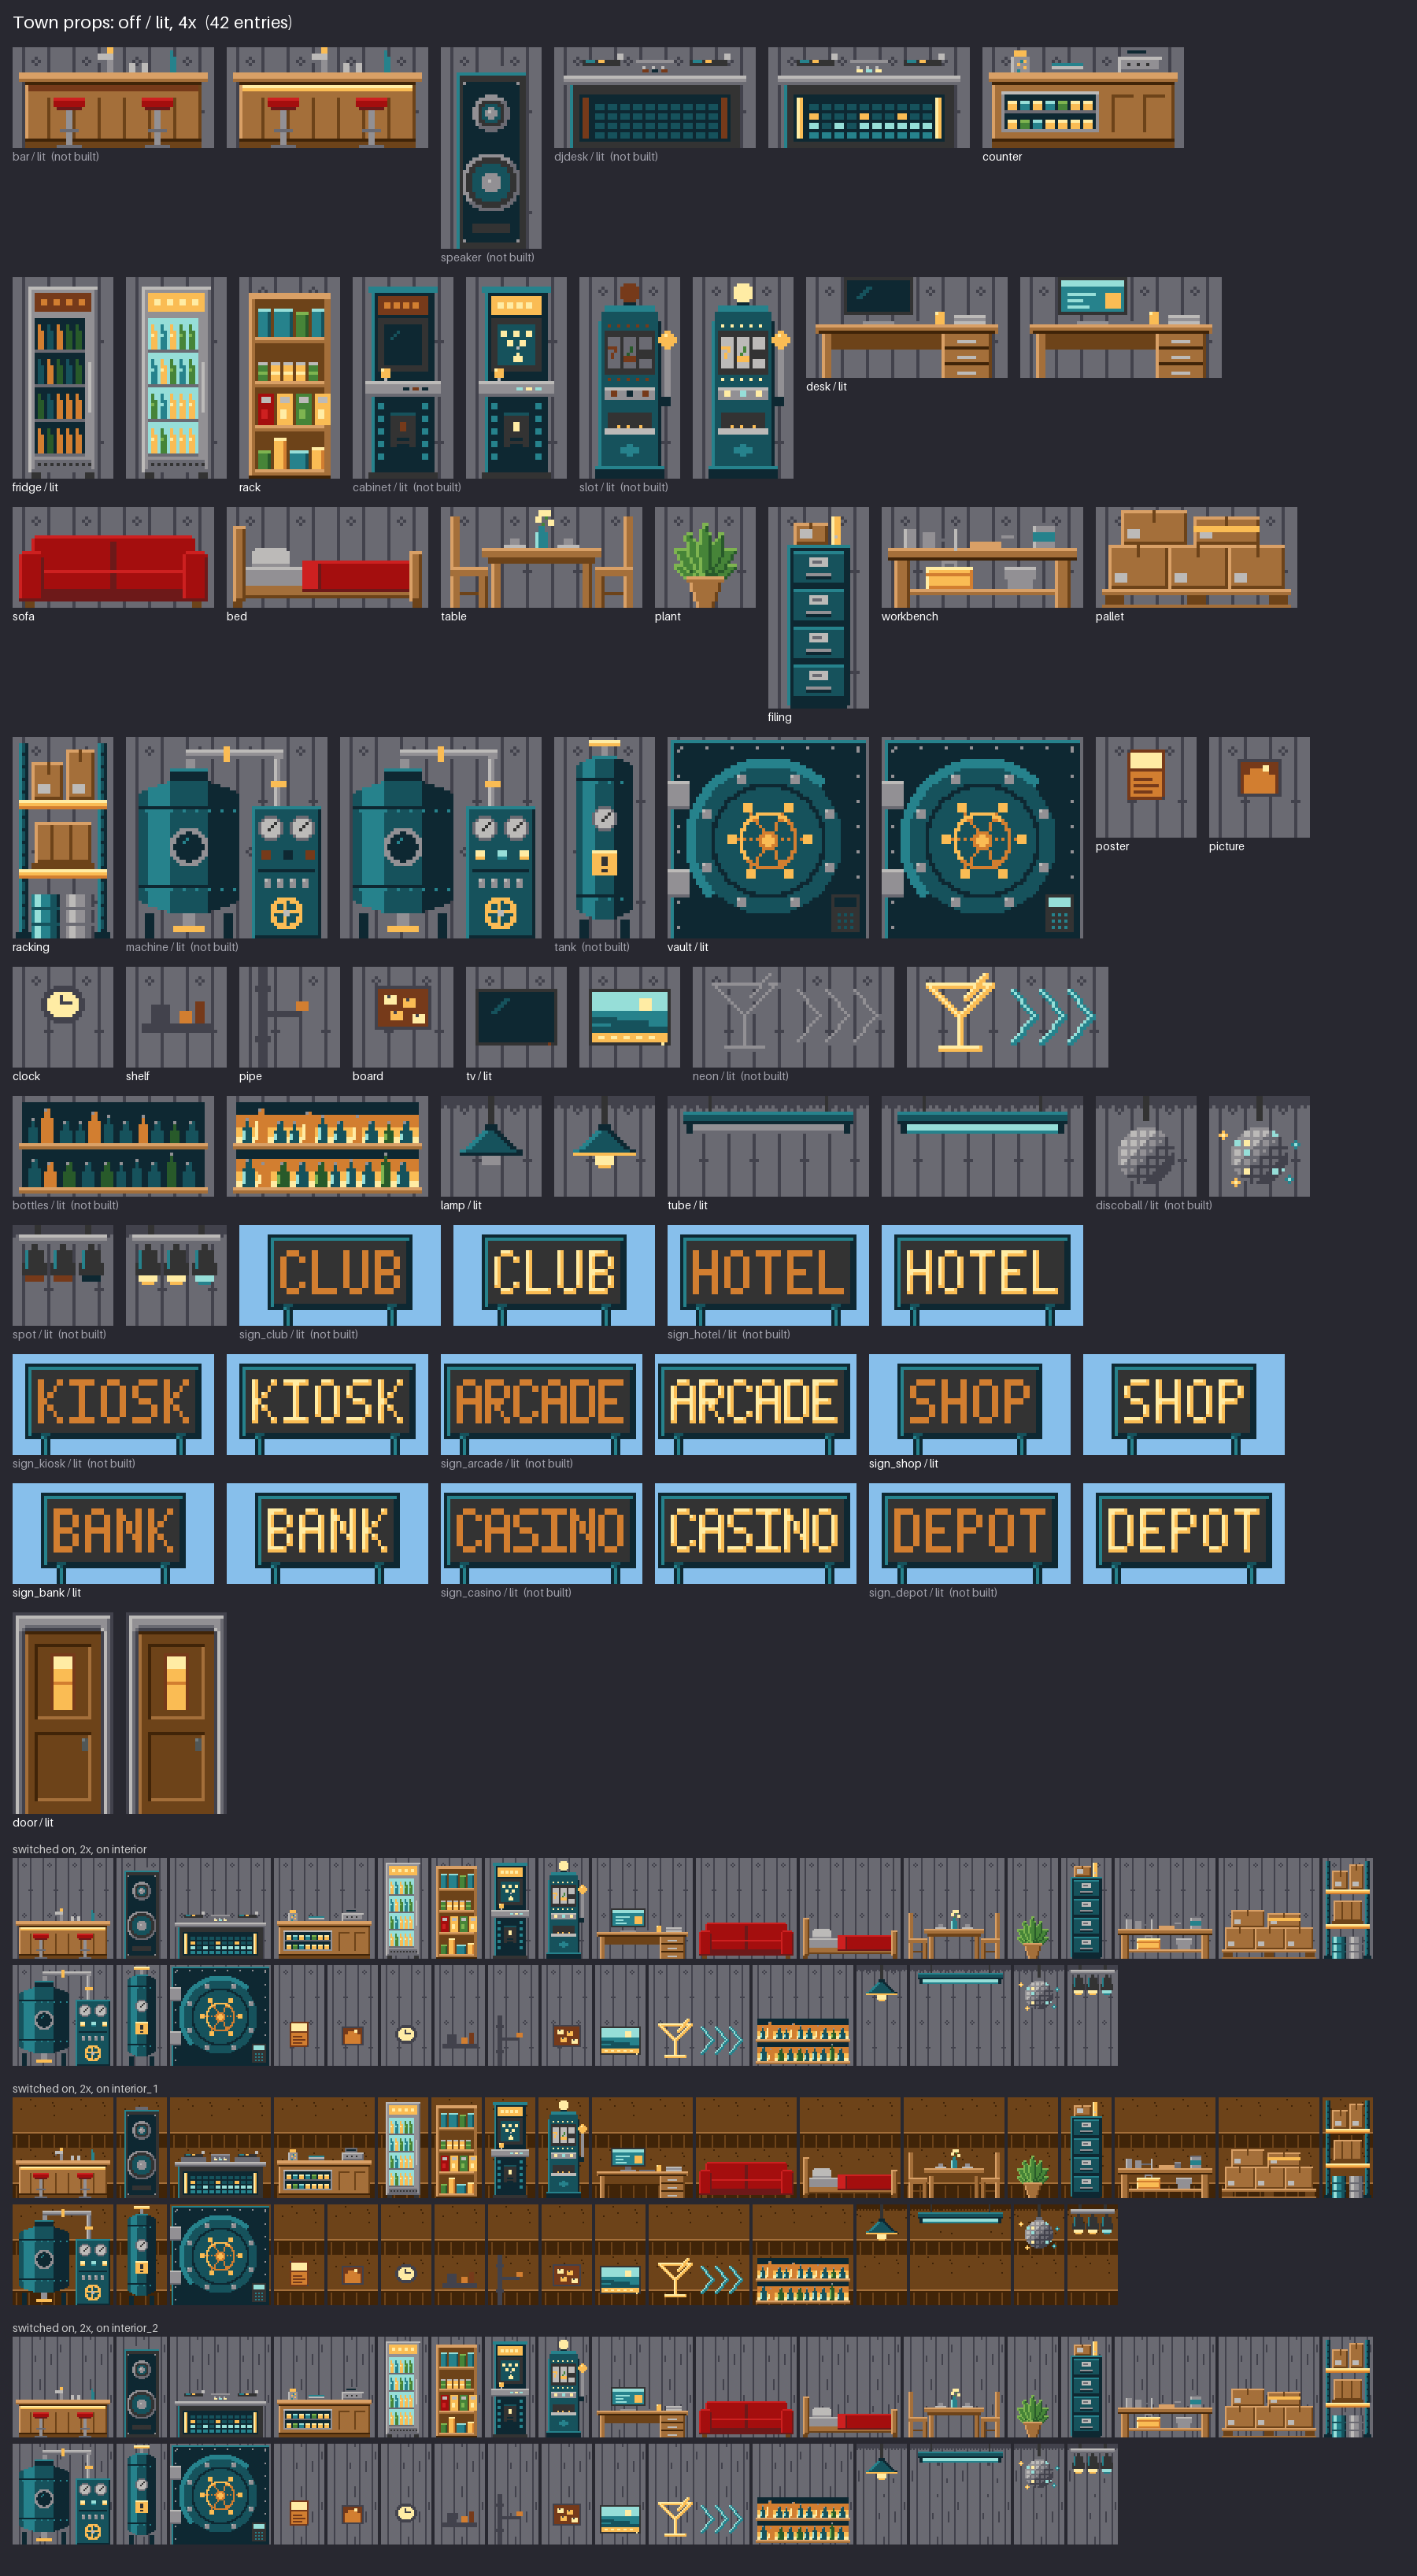 Town props: off / lit, 4x  (42 entries)
bar / lit  (not built)
speaker  (not built)
djdesk / lit  (not built)
counter
fridge / lit
rack
cabinet / lit  (not built)
slot / lit  (not built)
desk / lit
sofa
bed
table
plant
filing
workbench
pallet
racking
machine / lit  (not built)
tank  (not built)
vault / lit
poster
picture
clock
shelf
pipe
board
tv / lit
neon / lit  (not built)
bottles / lit  (not built)
lamp / lit
tube / lit
discoball / lit  (not built)
CLUB
CLUB
HOTEL
HOTEL
spot / lit  (not built)
sign_club / lit  (not built)
sign_hotel / lit  (not built)
KIOSK
KIOSK
ARCADE
ARCADE
SHOP
SHOP
sign_kiosk / lit  (not built)
sign_arcade / lit  (not built)
sign_shop / lit
BANK
BANK
CASINO
CASINO
DEPOT
DEPOT
sign_bank / lit
sign_casino / lit  (not built)
sign_depot / lit  (not built)
door / lit
switched on, 2x, on interior
switched on, 2x, on interior_1
switched on, 2x, on interior_2